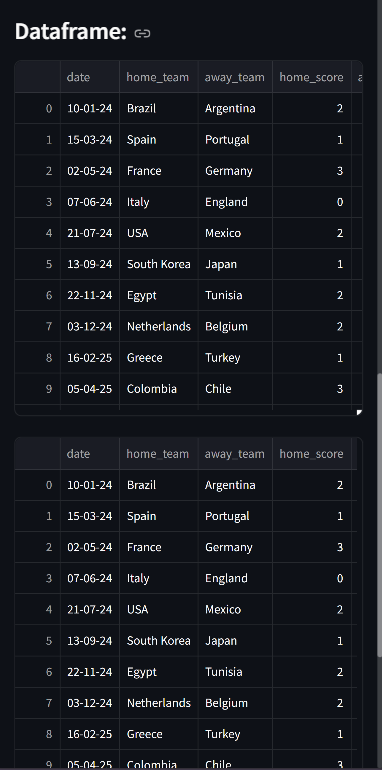 Dataframe:
date home_team away_team home_score a
0 10-01-24 Brazil Argentina 2
1 15-03-24 Spain Portugal 1
2 02-05-24 France Germany 3
3 07-06-24 Italy England 0
4 21-07-24 USA Mexico 2
5 13-09-24 South Korea Japan 1
6 22-11-24 Egypt Tunisia 2
7 03-12-24 Netherlands Belgium 2
8 16-02-25 Greece Turkey 1
9 05-04-25 Colombia Chile 3
date home_team away_team home_score
0 10-01-24 Brazil Argentina 2
1 15-03-24 Spain Portugal 1
2 02-05-24 France Germany 3
3 07-06-24 Italy England 0
4 21-07-24 USA Mexico 2
5 13-09-24 South Korea Japan 1
6 22-11-24 Egypt Tunisia 2
7 03-12-24 Netherlands Belgium 2
8 16-02-25 Greece Turkey 1
9 05-04-25 Colombia Chile 3